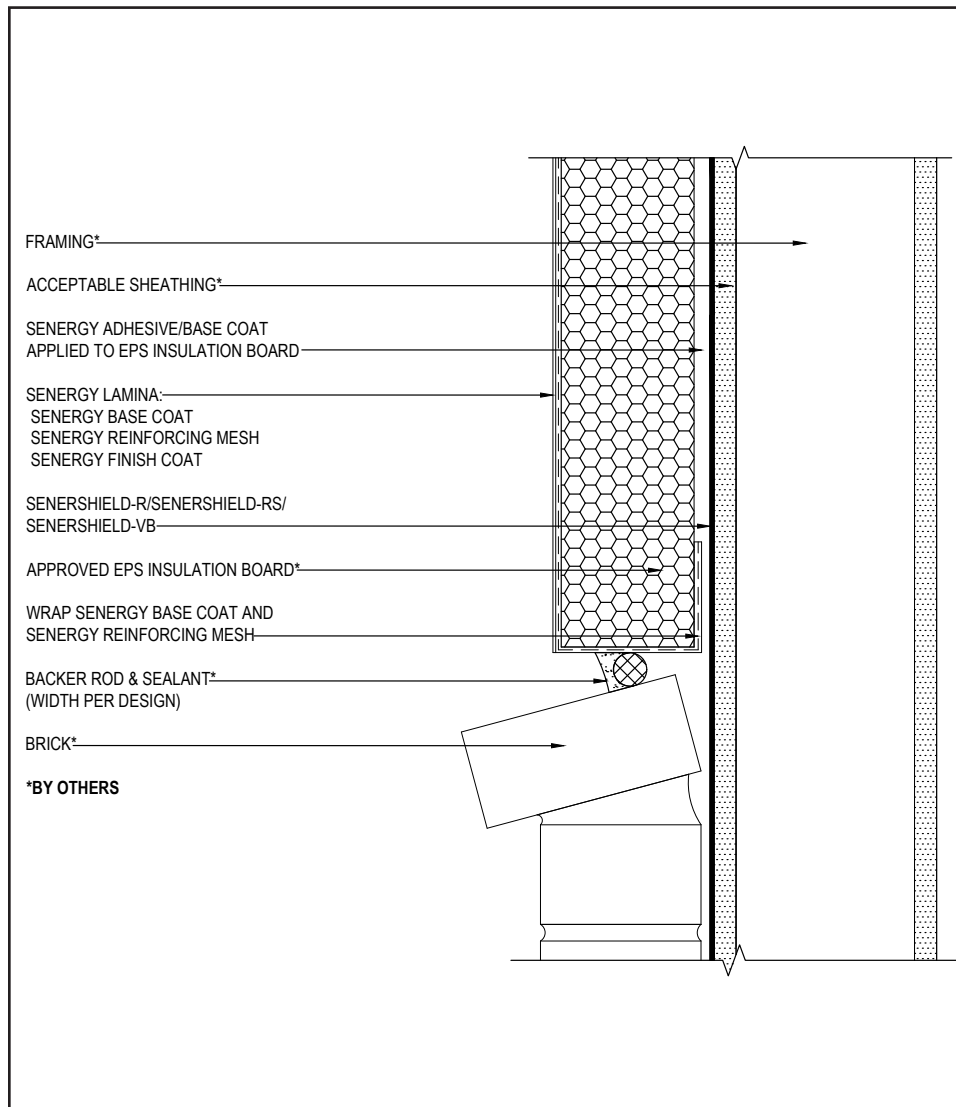 FRAMING*
ACCEPTABLE SHEATHING*
SENERGY ADHESIVE/BASE COAT
APPLIED TO EPS INSULATION BOARD
SENERGY LAMINA:
SENERGY BASE COAT
SENERGY REINFORCING MESH
SENERGY FINISH COAT
SENERSHIELD-R/SENERSHIELD-RS/
SENERSHIELD-VB
APPROVED EPS INSULATION BOARD*
WRAP SENERGY BASE COAT AND
SENERGY REINFORCING MESH
BACKER ROD & SEALANT*
(WIDTH PER DESIGN)
BRICK*
*BY OTHERS